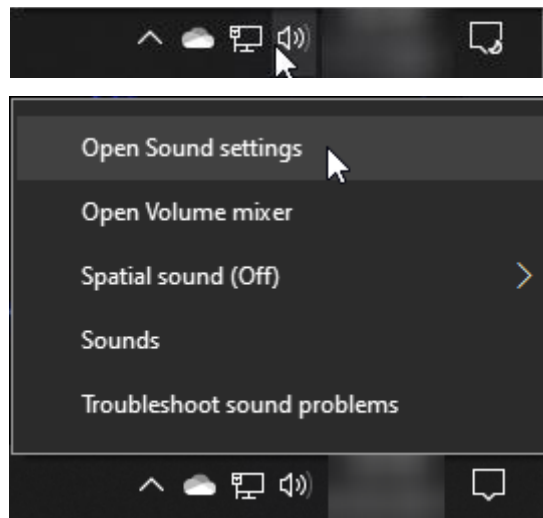 Open Sound settings
Open Volume mixer
Spatial sound (Off)
Sounds
Troubleshoot sound problems